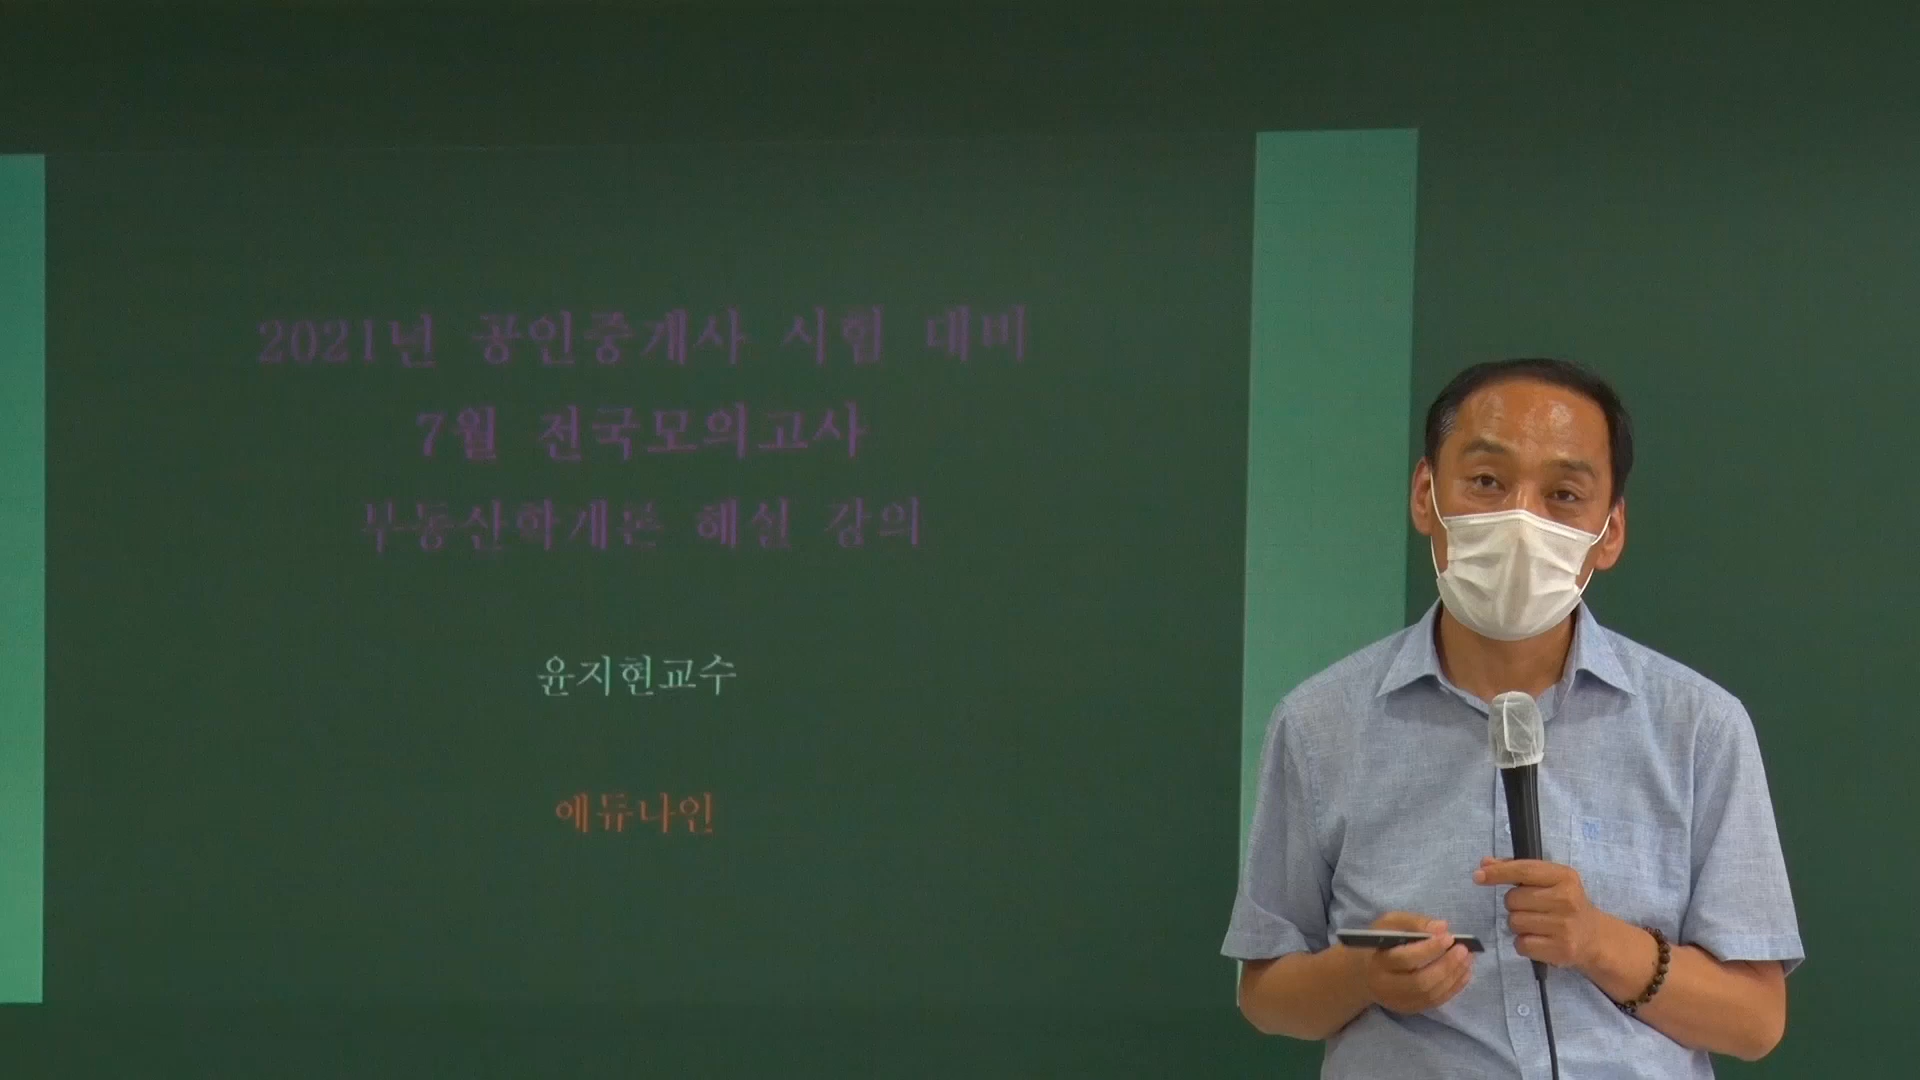 2021년 공인중개사 시험 대비
7월 전국모의고사
부동산학개론 해설 강의
윤지현교수
에듀나인